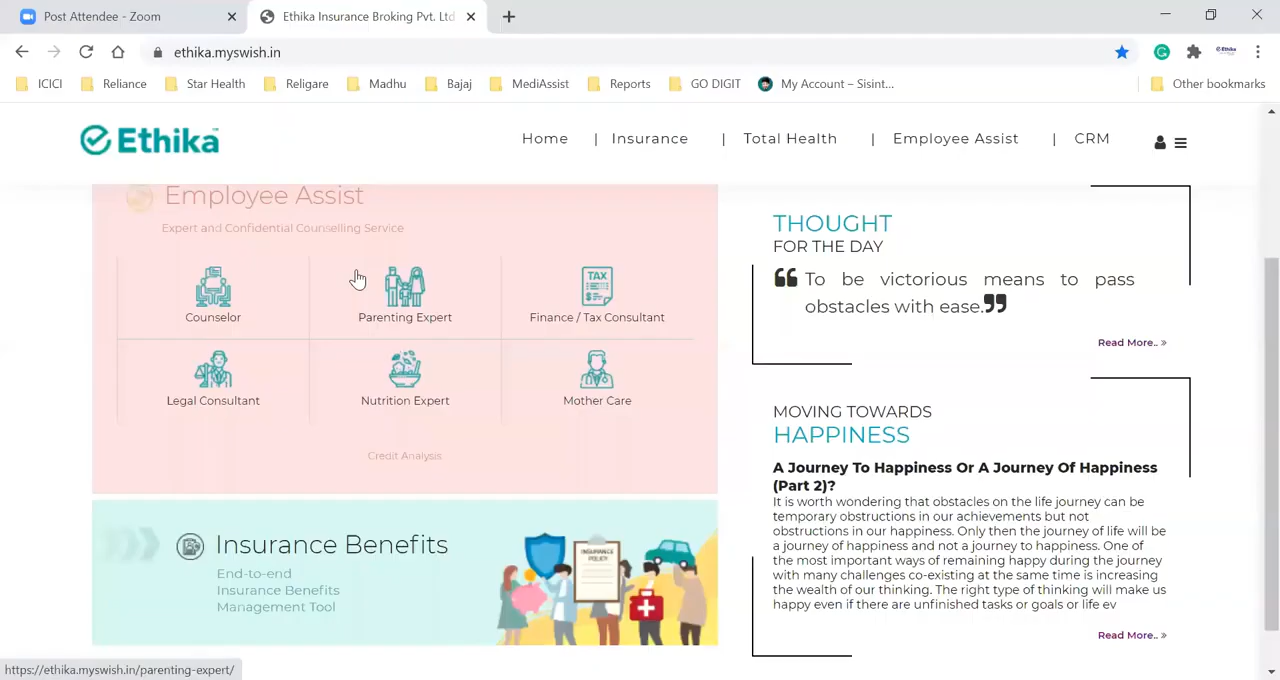 Post Attendee - Zoom
Ethika Insurance Broking Pvt. Ltd
ethika.myswish.in
ICICI
Reliance
Star Health
Religare
Madhu
Bajaj
MediAssist
Reports
GO DIGIT
My Account – Sisint...
Other bookmarks
Ethika
Home | Insurance | Total Health | Employee Assist | CRM
Employee Assist
Expert and Confidential Counselling Service
Counselor
Parenting Expert
Finance / Tax Consultant
Legal Consultant
Nutrition Expert
Mother Care
Credit Analysis
Insurance Benefits
End-to-end
Insurance Benefits
Management Tool
INSURANCE
POLICY
TAX
THOUGHT
FOR THE DAY
“ To be victorious means to pass
obstacles with ease.”
Read More.. »
MOVING TOWARDS
HAPPINESS
A Journey To Happiness Or A Journey Of Happiness
(Part 2)?
It is worth wondering that obstacles on the life journey can be
temporary obstructions in our achievements but not
obstructions in our happiness. Only then the journey of life will be
a journey of happiness and not a journey to happiness. One of
the most important ways of remaining happy during the journey
with many challenges co-existing at the same time is increasing
the wealth of our thinking. The right type of thinking will make us
happy even if there are unfinished tasks or goals or life ev
Read More.. »
https://ethika.myswish.in/parenting-expert/